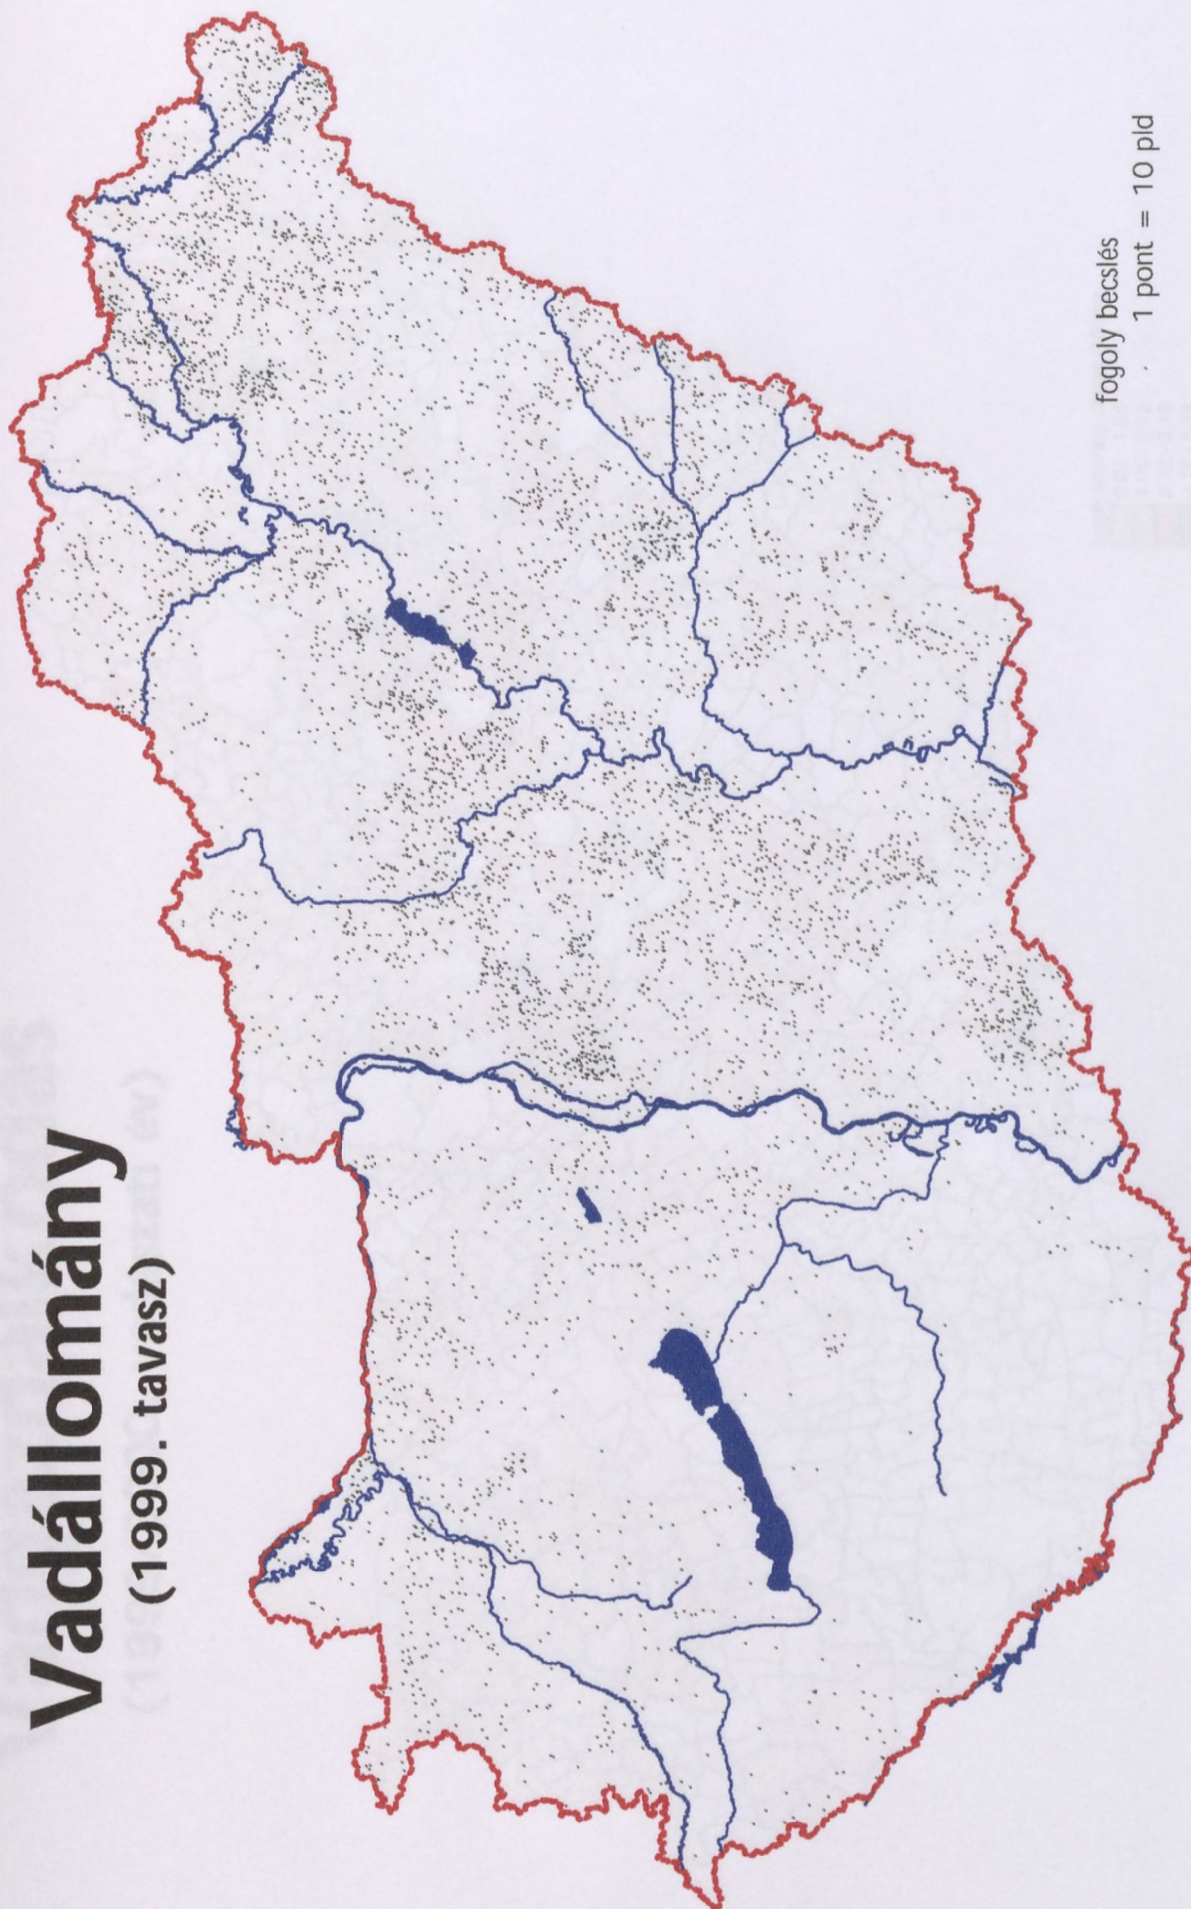 Vadállomány
(1999. tavasz)
fogoly becslés
1 pont = 10 pld